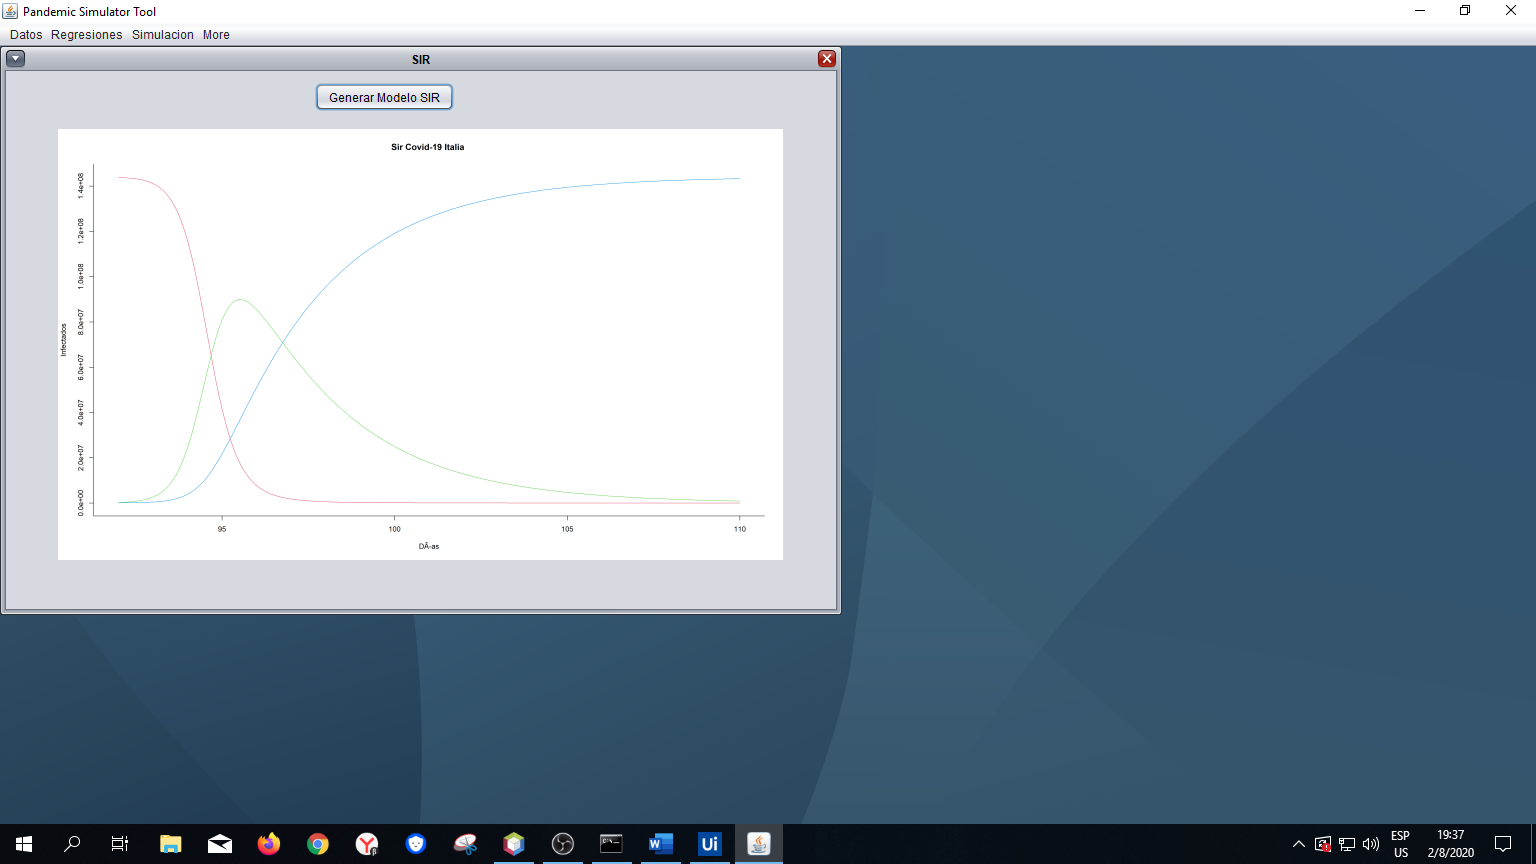 Pandemic Simulator Tool
Datos Regresiones Simulacion More
SIR
Generar Modelo SIR
Sir Covid-19 Italia
1.4e+08
1.2e+08
1.0e+08
8.0e+07
6.0e+07
4.0e+07
2.0e+07
0.0e+00
Infectados
95 100 105 110
DÃ-as
W Ui
ESP 19:37
US 2/8/2020